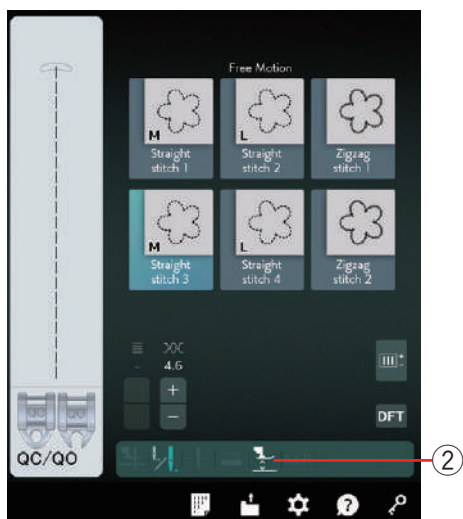 Free Motion
M
Straight
stitch 1
L
Straight
stitch 2
Zigzag
stitch 1
M
Straight
stitch 3
L
Straight
stitch 4
Zigzag
stitch 2
-
4.6
+
−
DFT
QC/QO
2
?